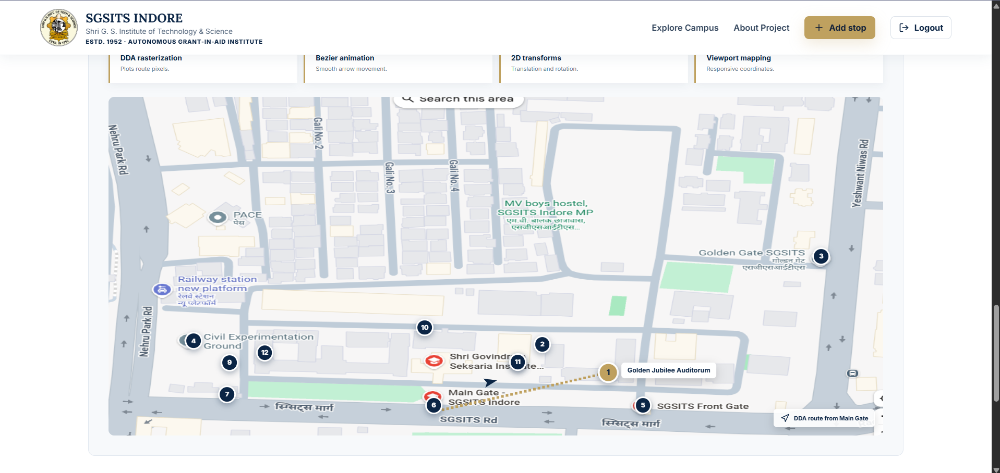 SGSITS INDORE
Shri G. S. Institute of Technology & Science
ESTD. 1952 · AUTONOMOUS GRANT-IN-AID INSTITUTE
Explore Campus
About Project
+ Add stop
Logout
DDA rasterization
Plots route pixels.
Bezier animation
Smooth arrow movement.
2D transforms
Translation and rotation.
Viewport mapping
Responsive coordinates.
Search this area
Nehru Park Rd
Gali No. 2
Gali No. 3
Gali No. 4
Yeshwant Niwas Rd
MV boys hostel,
SGSITS Indore MP
एम.वी. बालक छात्रावास,
एसजीएसआईटीएस...
PACE
पेस
Golden Gate SGSITS
गोल्डन गेट
एसजीएसआईटीएस
3
Railway station
new platform
रेलवे स्टेशन
न्यू प्लेटफॉर्म
Nehru Park Rd
10
4
Civil Experimentation
Ground
12
2
9
Shri Govindr
Seksaria Ins
te...
11
1
Golden Jubilee Auditorum
7
Main Gate -
SGSITS Indore
6
5
SGSITS Front Gate
स्ग्सिट्स मार्ग
SGSITS Rd
स्ग्सिट्स मार्ग
DDA route from Main Gate